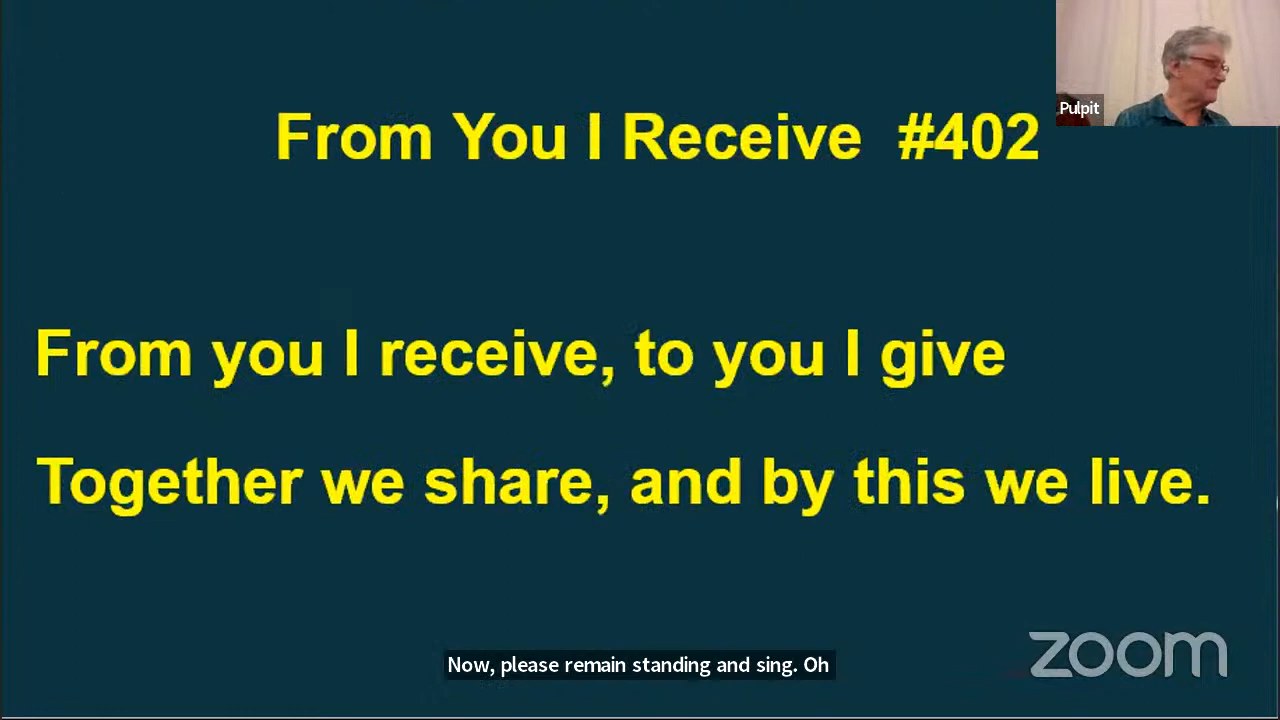 Pulpit
From You I Receive #402
From you I receive, to you I give
Together we share, and by this we live.
zoom
Now, please remain standing and sing. Oh